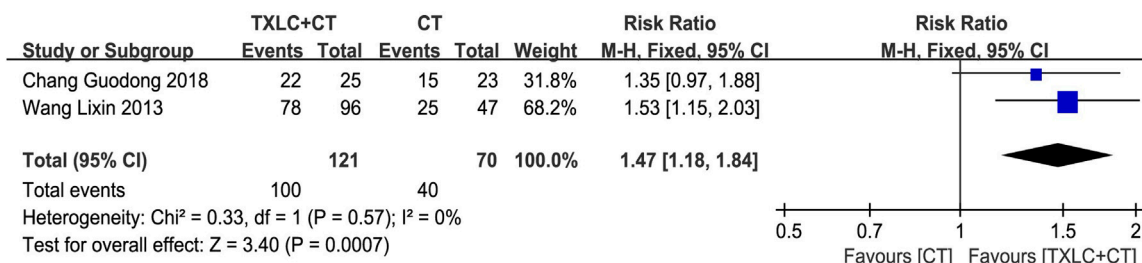 TXLC+CT CT Risk Ratio Risk Ratio
Study or Subgroup Events Total Events Total Weight M-H, Fixed, 95% CI M-H, Fixed, 95% CI
Chang Guodong 2018 22 25 15 23 31.8% 1.35 [0.97, 1.88]
Wang Lixin 2013 78 96 25 47 68.2% 1.53 [1.15, 2.03]
Total (95% CI) 121 70 100.0% 1.47 [1.18, 1.84]
Total events 100 40
Heterogeneity: Chi² = 0.33, df = 1 (P = 0.57); I² = 0%
Test for overall effect: Z = 3.40 (P = 0.0007)
0.5 0.7 1 1.5 2
Favours [CT] Favours [TXLC+CT]